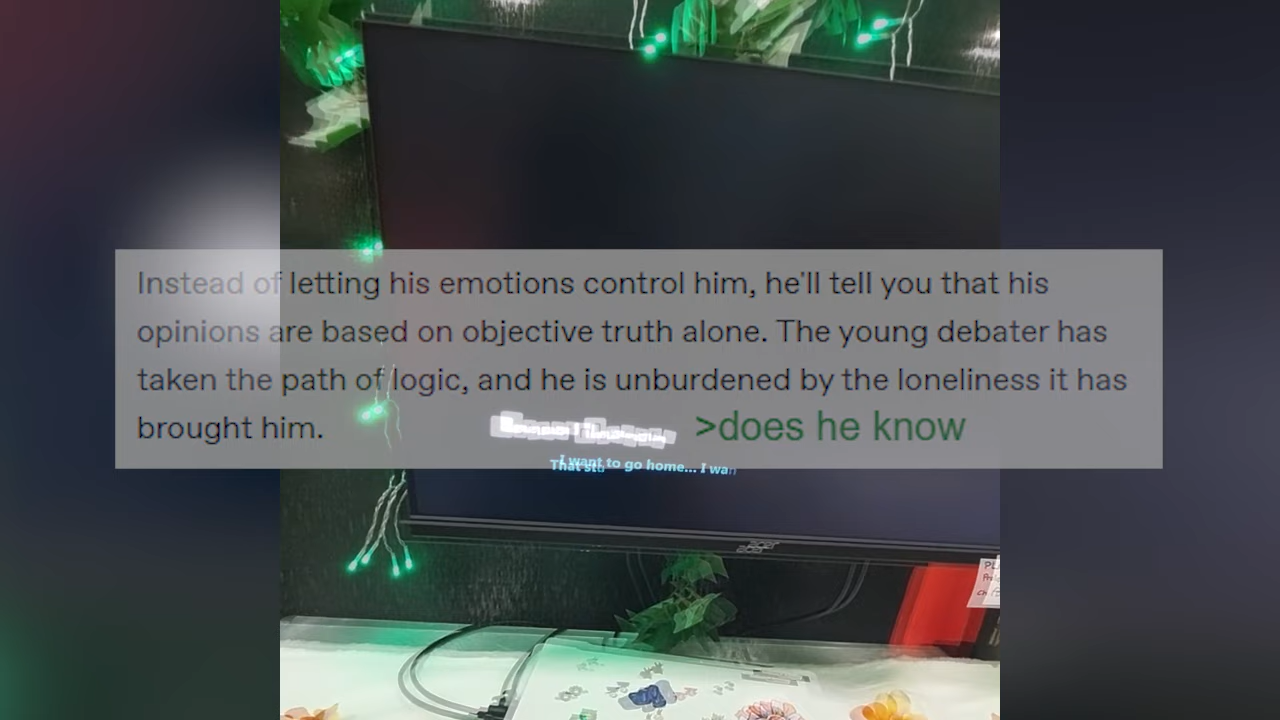 Instead of letting his emotions control him, he'll tell you that his
opinions are based on objective truth alone. The young debater has
taken the path of logic, and he is unburdened by the loneliness it has
brought him.
>does he know
I want to go home... I wan
acer